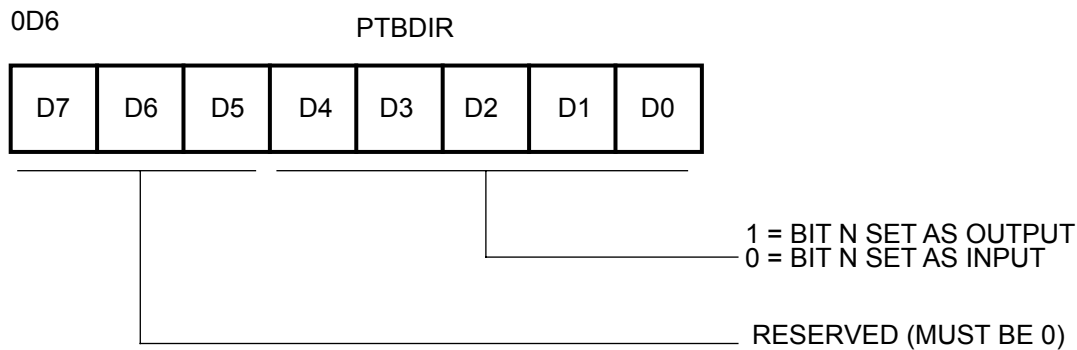 0D6
PTBDIR
D7 D6 D5 D4 D3 D2 D1 D0
1 = BIT N SET AS OUTPUT
0 = BIT N SET AS INPUT
RESERVED (MUST BE 0)